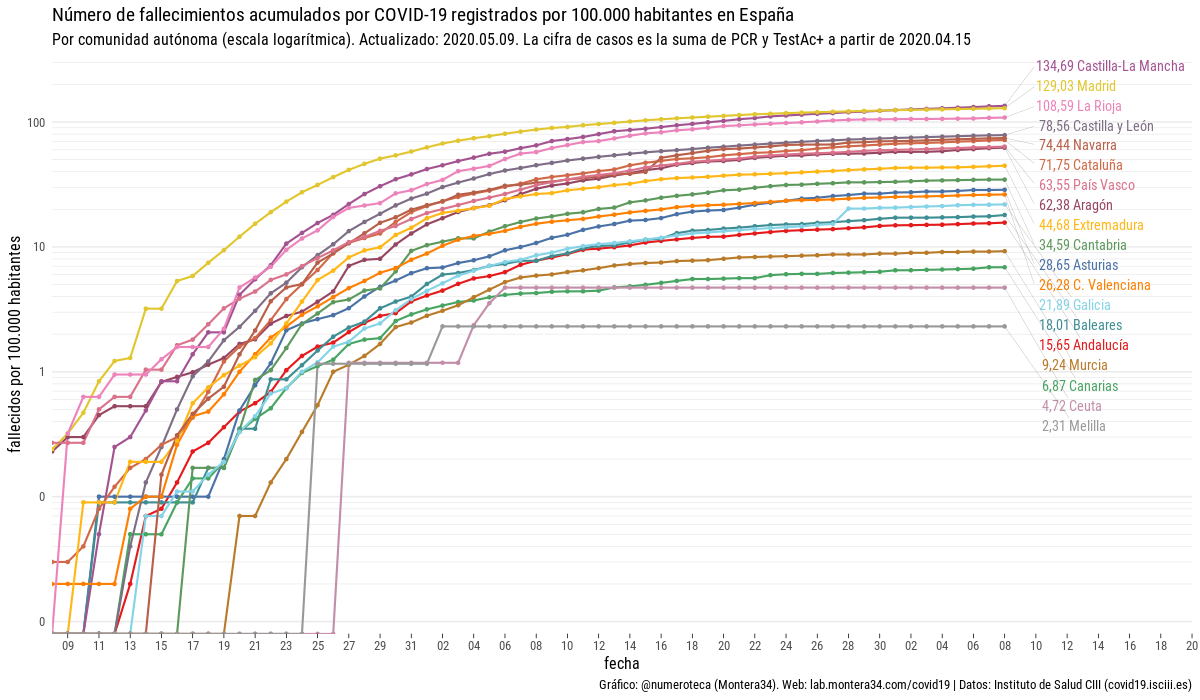 Número de fallecimientos acumulados por COVID-19 registrados por 100.000 habitantes en España
Por comunidad autónoma (escala logarítmica). Actualizado: 2020.05.09. La cifra de casos es la suma de PCR y TestAc+ a partir de 2020.04.15
134,69 Castilla-La Mancha
129,03 Madrid
108,59 La Rioja
78,56 Castilla y León
74,44 Navarra
71,75 Cataluña
63,55 País Vasco
62,38 Aragón
44,68 Extremadura
34,59 Cantabria
28,65 Asturias
26,28 C. Valenciana
21,89 Galicia
18,01 Baleares
15,65 Andalucía
9,24 Murcia
6,87 Canarias
4,72 Ceuta
2,31 Melilla
fallecidos por 100.000 habitantes
100
10
1
0
0
09 11 13 15 17 19 21 23 25 27 29 31 02 04 06 08 10 12 14 16 18 20 22 24 26 28 30 02 04 06 08 10 12 14 16 18 20
fecha
Gráfico: @numeroteca (Montera34). Web: lab.montera34.com/covid19 | Datos: Instituto de Salud CIII (covid19.isciii.es)